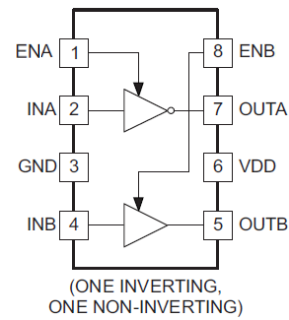 ENA 1 8 ENB
INA 2 7 OUTA
GND 3 6 VDD
INB 4 5 OUTB
(ONE INVERTING,
ONE NON-INVERTING)